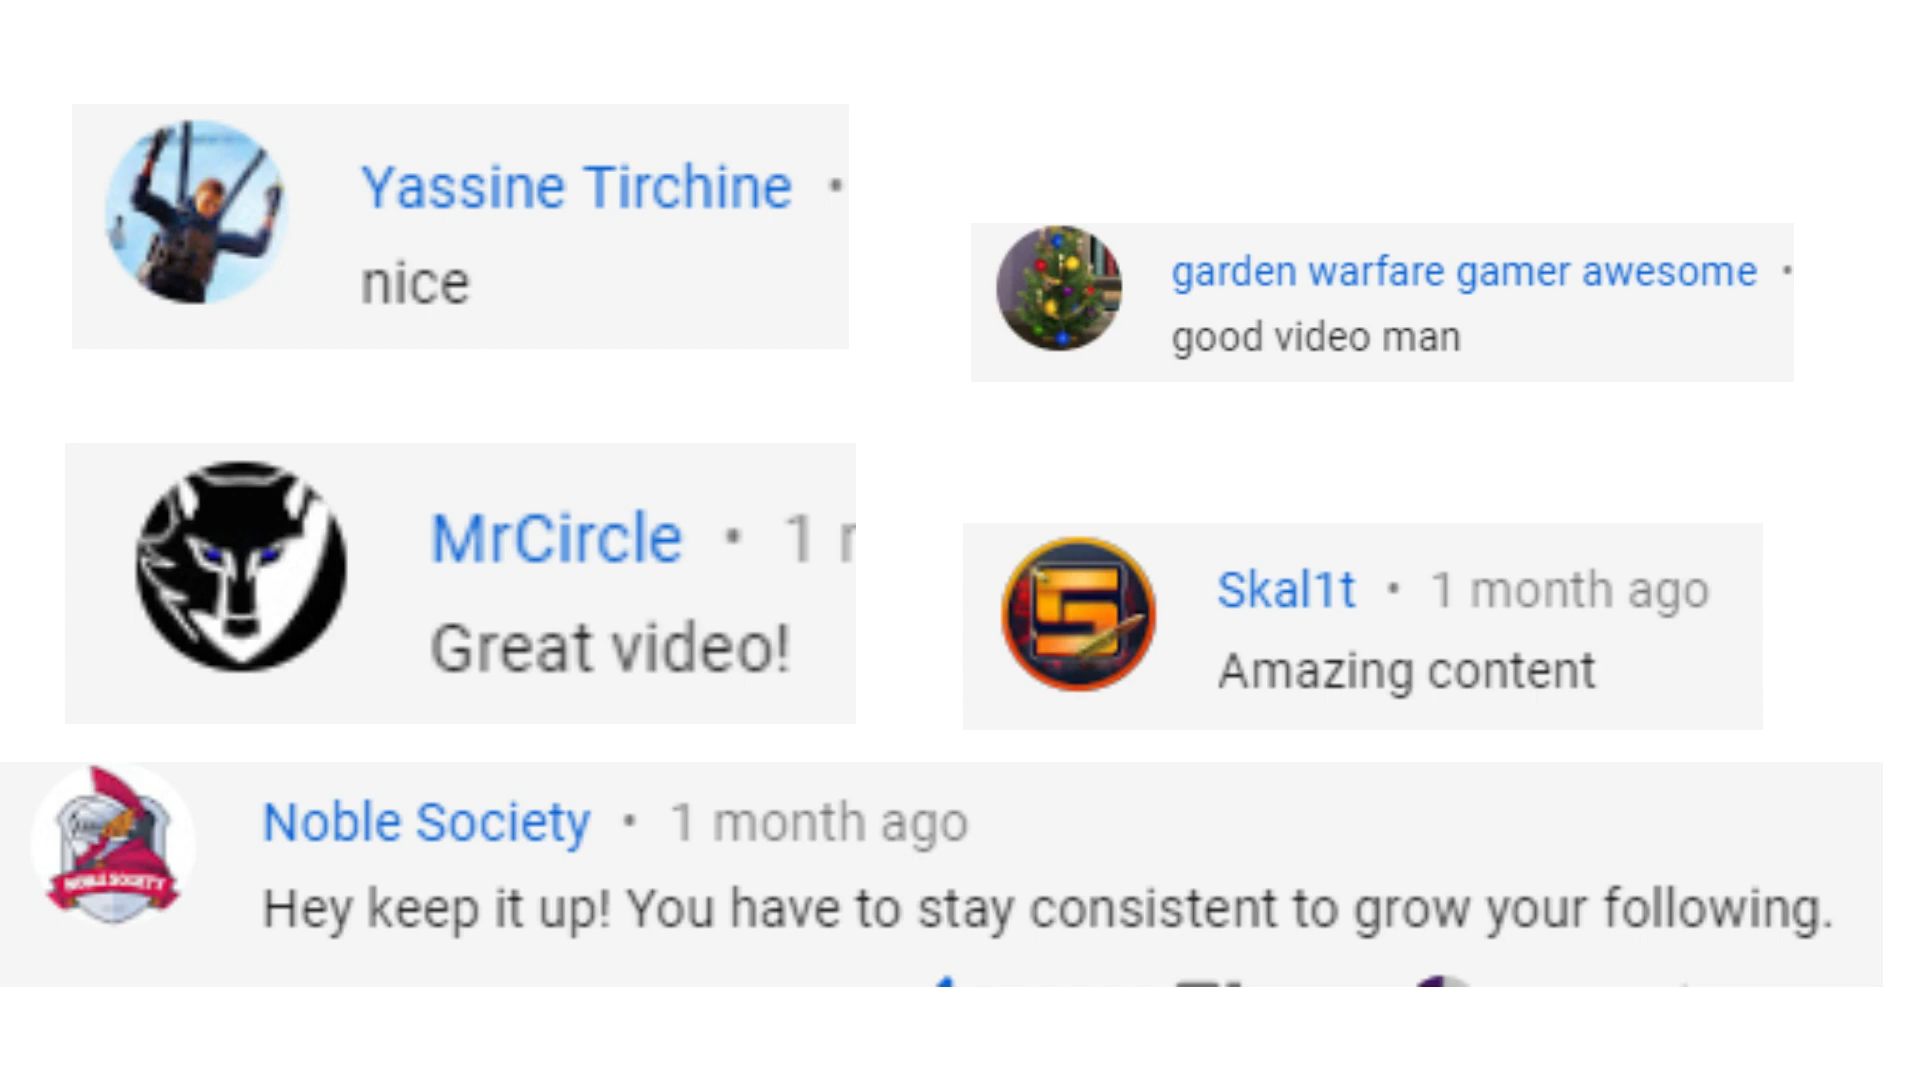 Yassine Tirchine •
nice
garden warfare gamer awesome •
good video man
MrCircle • 1
Great video!
Skal1t • 1 month ago
Amazing content
NOBLE SOCIETY
Noble Society • 1 month ago
Hey keep it up! You have to stay consistent to grow your following.